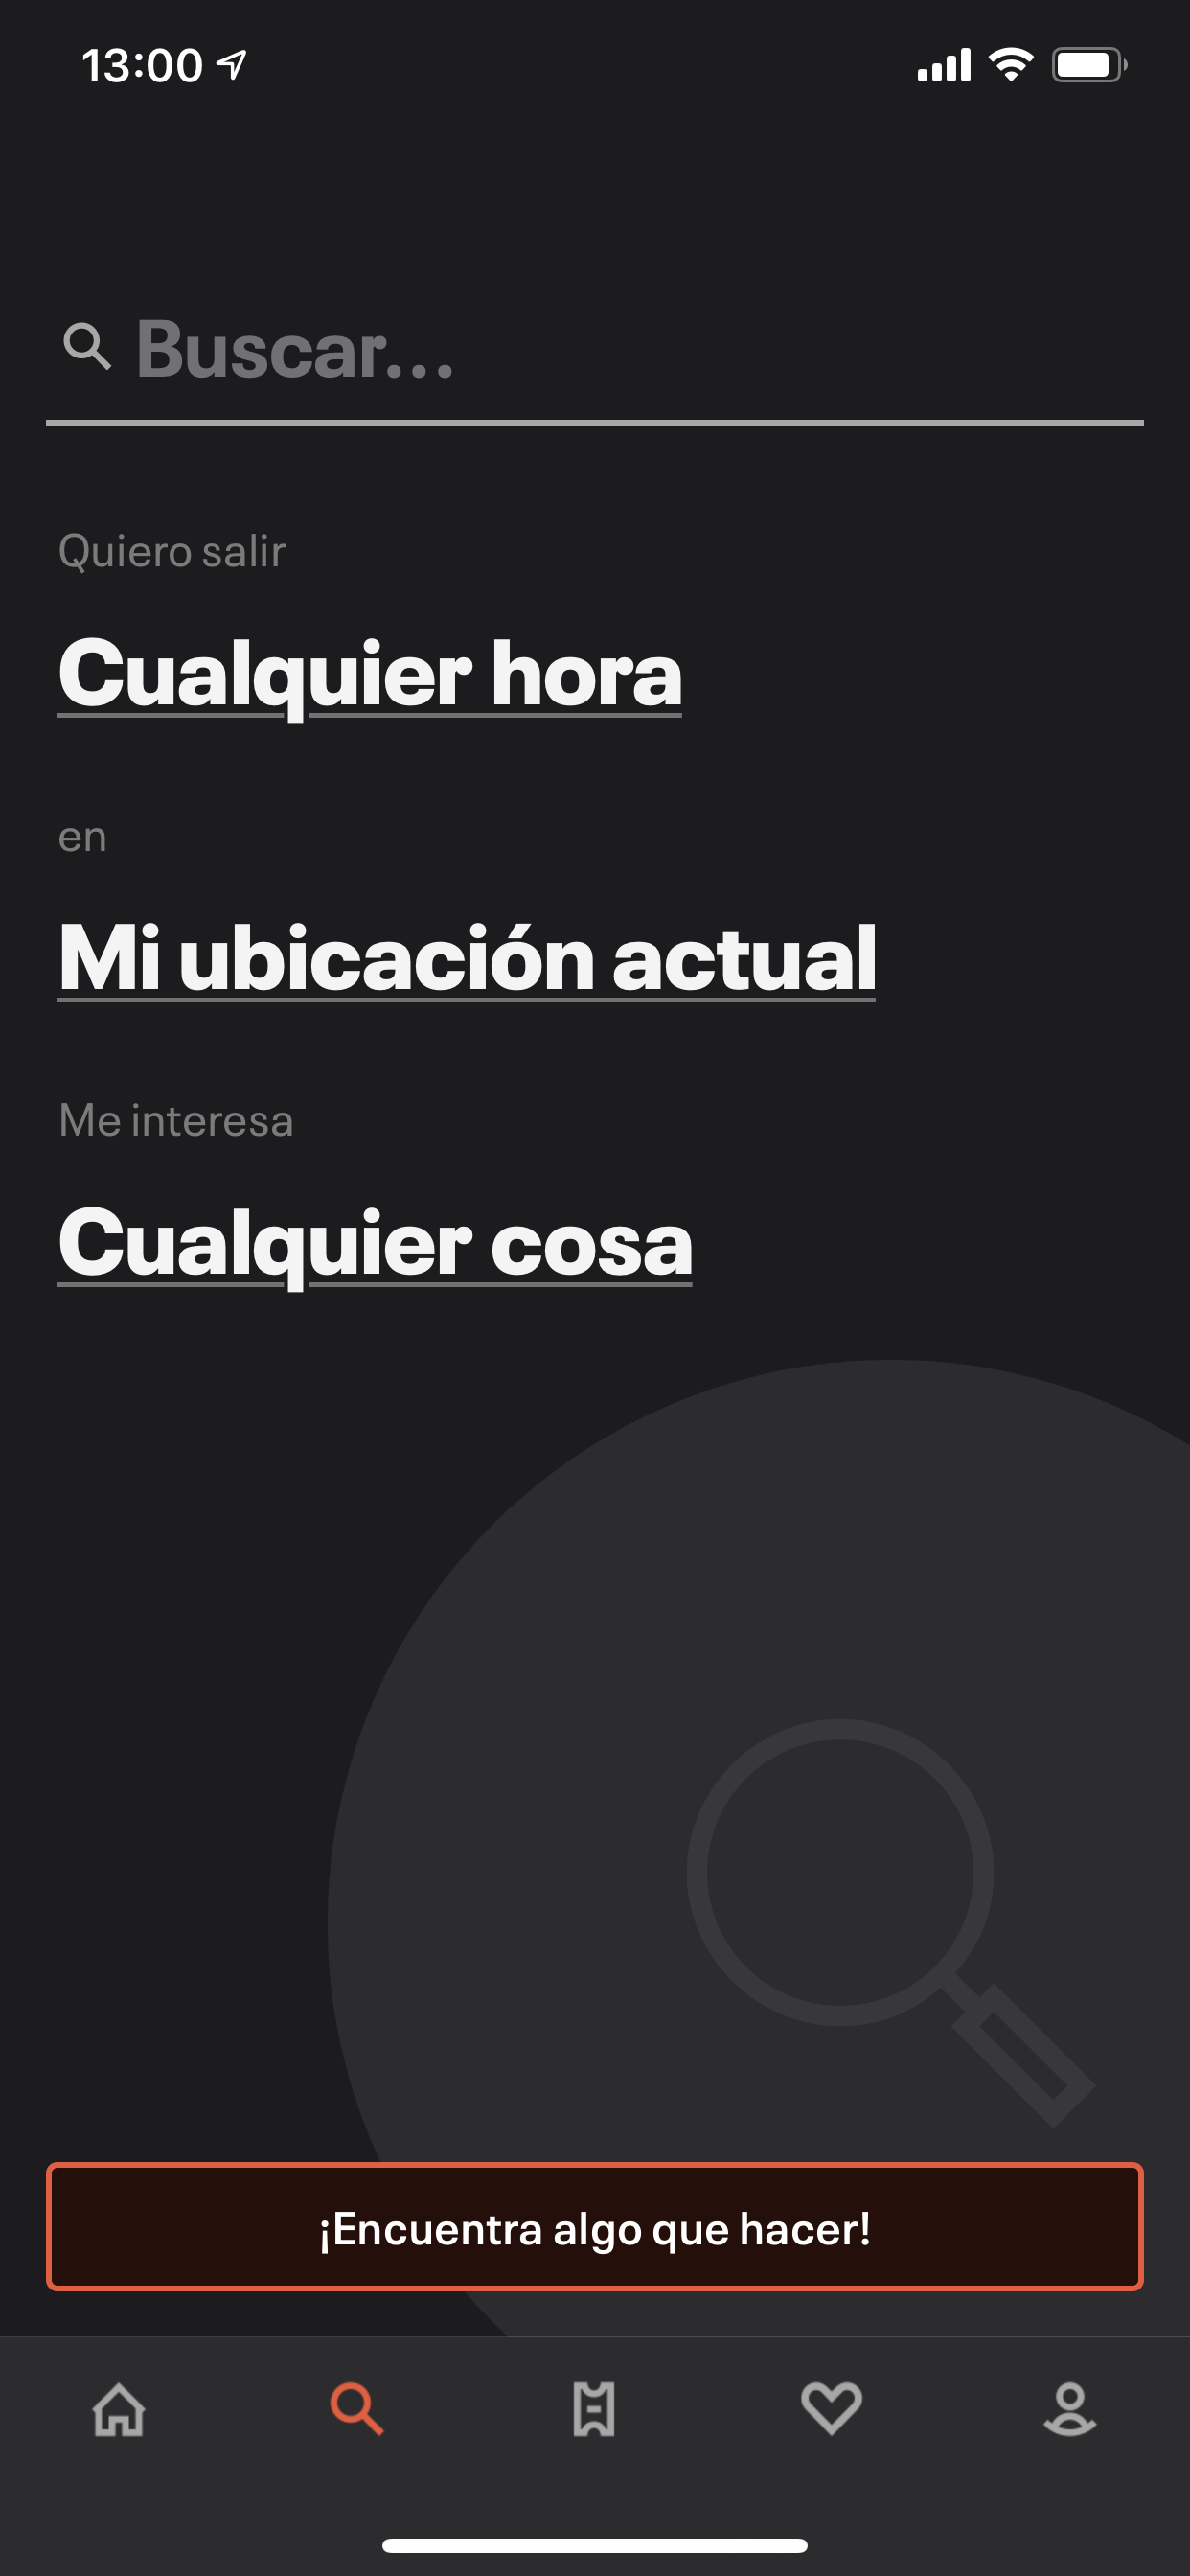 13:00
Buscar...
Quiero salir
Cualquier hora
en
Mi ubicación actual
Me interesa
Cualquier cosa
¡Encuentra algo que hacer!